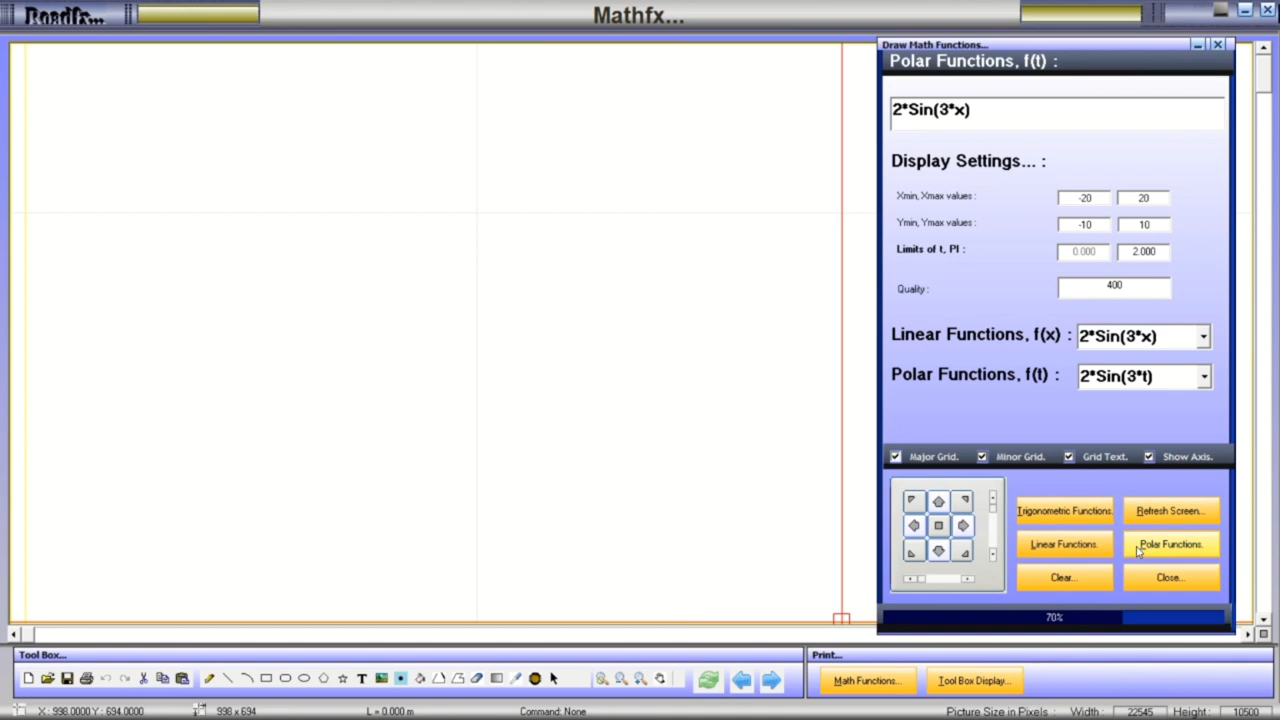 Roadfx...
Mathfx...
Draw Math Functions...
Polar Functions, f(t) :
2*Sin(3*x)
Display Settings... :
Xmin, Xmax values : -20 20
Ymin, Ymax values : -10 10
Limits of t, PI : 0.000 2.000
Quality : 400
Linear Functions, f(x) : 2*Sin(3*x)
Polar Functions, f(t) : 2*Sin(3*t)
Major Grid. Minor Grid. Grid Text. Show Axis.
Trigonometric Functions. Refresh Screen...
Linear Functions. Polar Functions.
Clear... Close...
70%
Tool Box... Print...
T
Math Functions... Tool Box Display...
X : 998.0000 Y : 694.0000 998 x 694 L = 0.000 m Command: None Picture Size in Pixels : Width : 22545 Height : 10500